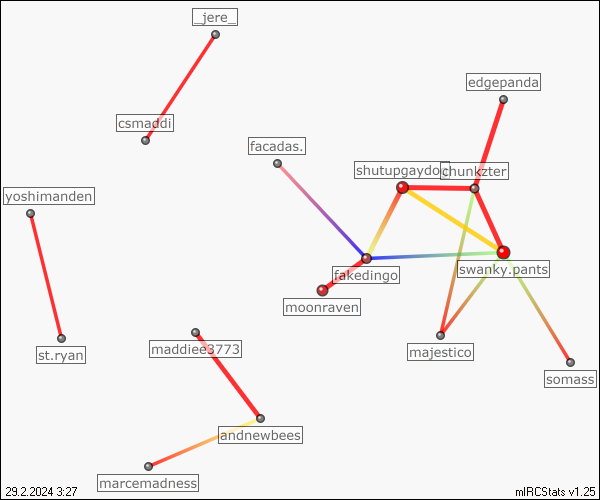 _jere_
edgepanda
csmaddi
facadas.
shutupgaydog
chunkzter
yoshimanden
fakedingo
swanky.pants
moonraven
st.ryan
maddiee3773
majestico
somass
andnewbees
marcemadness
29.2.2024 3:27
mIRCStats v1.25